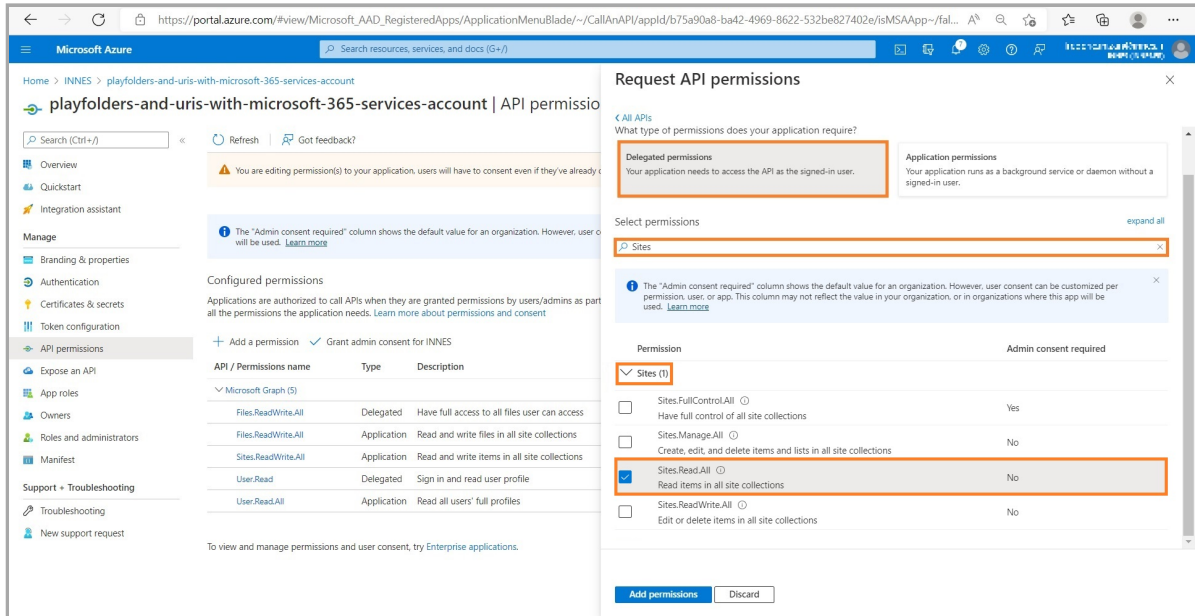 https://portal.azure.com/#view/Microsoft_AAD_RegisteredApps/ApplicationMenuBlade/~/CallAnAPI/appId/b75a90a8-ba42-4969-8622-532be827402e/isMSAApp~/fal...
Microsoft Azure
Search resources, services, and docs (G+/)
Home > INNES > playfolders-and-uris-with-microsoft-365-services-account
playfolders-and-uris-with-microsoft-365-services-account | API permissio
Search (Ctrl+/)
Overview
Quickstart
Integration assistant
Manage
Branding & properties
Authentication
Certificates & secrets
Token configuration
API permissions
Expose an API
App roles
Owners
Roles and administrators
Manifest
Support + Troubleshooting
Troubleshooting
New support request
Refresh
Got feedback?
You are editing permission(s) to your application, users will have to consent even if they've already
The "Admin consent required" column shows the default value for an organization. However, user
will be used. Learn more
Configured permissions
Applications are authorized to call APIs when they are granted permissions by users/admins as part
all the permissions the application needs. Learn more about permissions and consent
Add a permission
Grant admin consent for INNES
API / Permissions name Type Description
Microsoft Graph (5)
Files.ReadWrite.All Delegated Have full access to all files user can access
Files.ReadWrite.All Application Read and write files in all site collections
Sites.ReadWrite.All Application Read and write items in all site collections
User.Read Delegated Sign in and read user profile
User.Read.All Application Read all users' full profiles
To view and manage permissions and user consent, try Enterprise applications.
Request API permissions
All APIs
What type of permissions does your application require?
Delegated permissions
Your application needs to access the API as the signed-in user.
Application permissions
Your application runs as a background service or daemon without a
signed-in user.
Select permissions
expand all
Sites
The "Admin consent required" column shows the default value for an organization. However, user consent can be customized per
permission, user, or app. This column may not reflect the value in your organization, or in organizations where this app will be
used. Learn more
Permission Admin consent required
Sites (1)
Sites.FullControl.All
Have full control of all site collections
Yes
Sites.Manage.All
Create, edit, and delete items and lists in all site collections
No
Sites.Read.All
Read items in all site collections
No
Sites.ReadWrite.All
Edit or delete items in all site collections
No
Add permissions
Discard